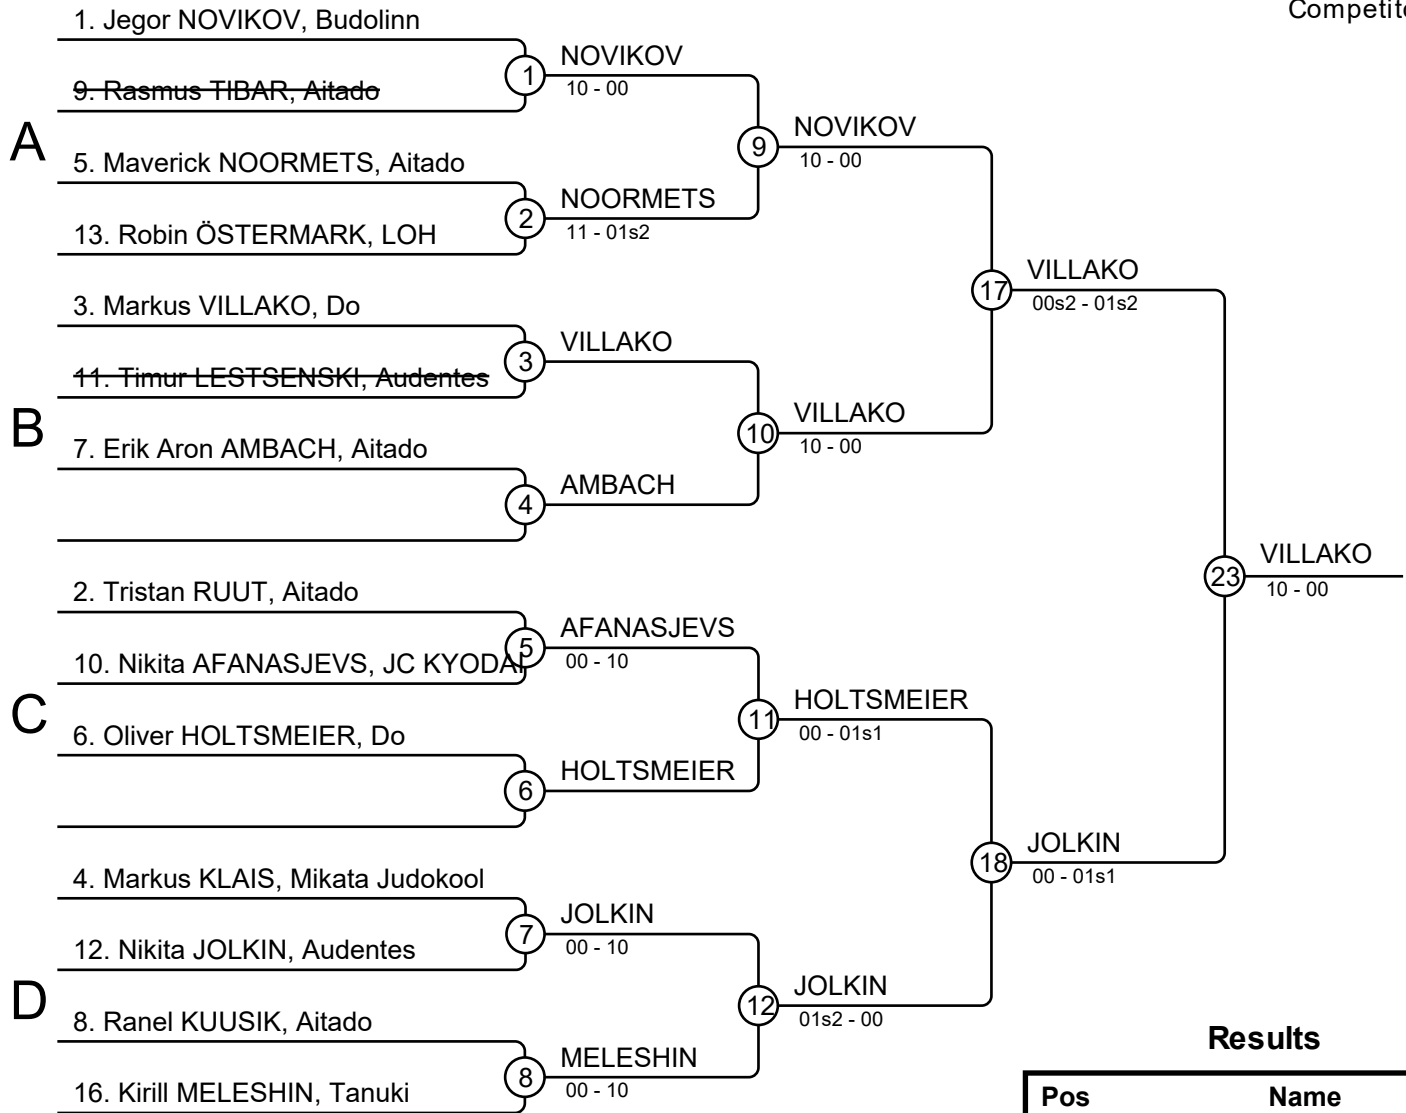 Competito
1. Jegor NOVIKOV, Budolinn
1
NOVIKOV
10 - 00
9. Rasmus TIBAR, Aitado
A
9
NOVIKOV
10 - 00
5. Maverick NOORMETS, Aitado
2
NOORMETS
11 - 01s2
13. Robin ÖSTERMARK, LOH
17
VILLAKO
00s2 - 01s2
3. Markus VILLAKO, Do
3
VILLAKO
11. Timur LESTSENSKI, Audentes
B
10
VILLAKO
10 - 00
7. Erik Aron AMBACH, Aitado
4
AMBACH
23
VILLAKO
10 - 00
2. Tristan RUUT, Aitado
5
AFANASJEVS
00 - 10
10. Nikita AFANASJEVS, JC KYODAI
C
11
HOLTSMEIER
00 - 01s1
6. Oliver HOLTSMEIER, Do
6
HOLTSMEIER
18
JOLKIN
00 - 01s1
4. Markus KLAIS, Mikata Judokool
7
JOLKIN
00 - 10
12. Nikita JOLKIN, Audentes
D
12
JOLKIN
01s2 - 00
8. Ranel KUUSIK, Aitado
8
MELESHIN
00 - 10
16. Kirill MELESHIN, Tanuki
Results
Pos Name